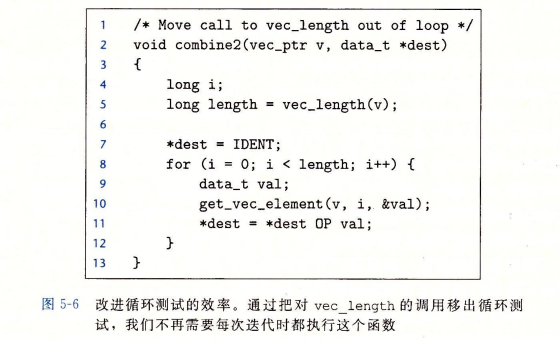 1 /* Move call to vec_length out of loop */
2 void combine2(vec_ptr v, data_t *dest)
3 {
4     long i;
5     long length = vec_length(v);
6
7     *dest = IDENT;
8     for (i = 0; i < length; i++) {
9         data_t val;
10         get_vec_element(v, i, &val);
11         *dest = *dest OP val;
12     }
13 }
图 5-6 改进循环测试的效率。通过把对 vec_length 的调用移出循环测
试，我们不再需要每次迭代时都执行这个函数